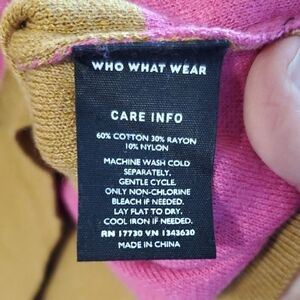 WHO WHAT WEAR
CARE INFO
60% COTTON 30% RAYON
10% NYLON
MACHINE WASH COLD
SEPARATELY.
GENTLE CYCLE.
ONLY NON-CHLORINE
BLEACH IF NEEDED.
LAY FLAT TO DRY.
COOL IRON IF NEEDED.
RN 17730 VN 1343630
MADE IN CHINA